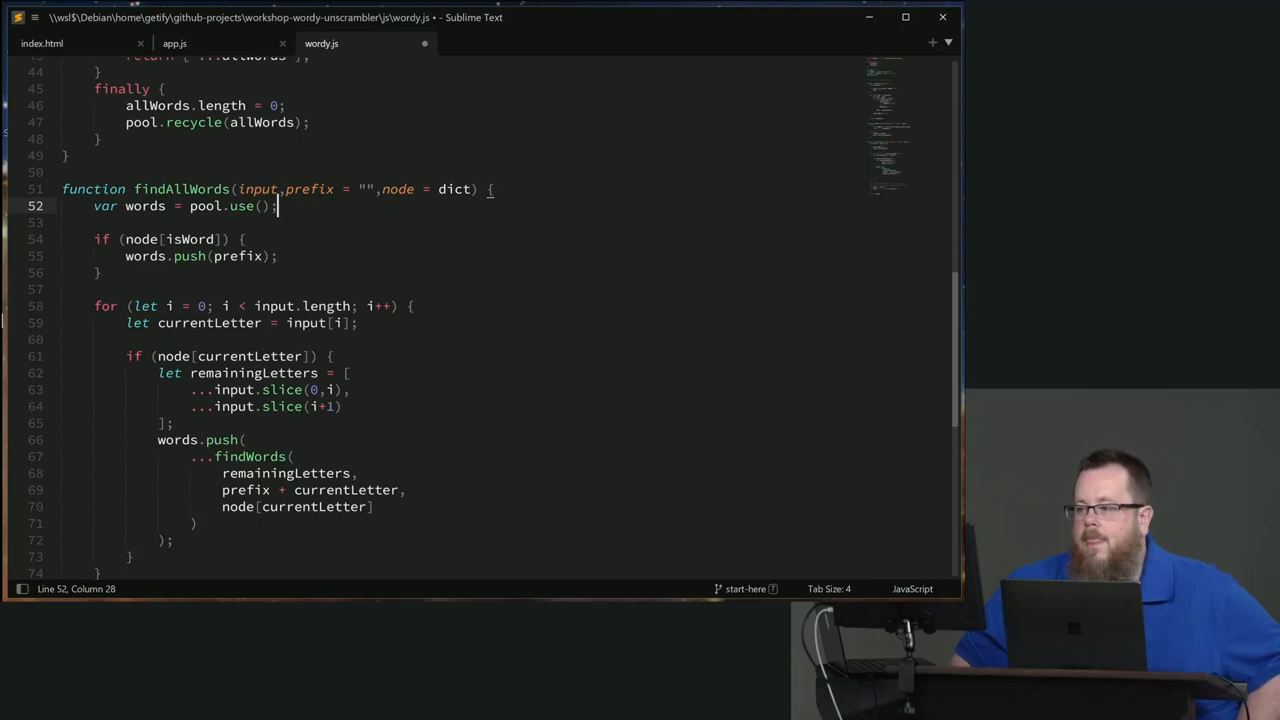 \\wsl$\Debian\home\getify\github-projects\workshop-wordy-unscrambler\js\wordy.js • - Sublime Text
index.html
app.js
wordy.js
43 return [ ...allWords ];
44 }
45 finally {
46 allWords.length = 0;
47 pool.recycle(allWords);
48 }
49 }
50
51 function findAllWords(input,prefix = "",node = dict) {
52 var words = pool.use();
53
54 if (node[isWord]) {
55 words.push(prefix);
56 }
57
58 for (let i = 0; i < input.length; i++) {
59 let currentLetter = input[i];
60
61 if (node[currentLetter]) {
62 let remainingLetters = [
63 ...input.slice(0,i),
64 ...input.slice(i+1)
65 ];
66 words.push(
67 ...findWords(
68 remainingLetters,
69 prefix + currentLetter,
70 node[currentLetter]
71 )
72 );
73 }
74 }
Line 52, Column 28
start-here 7
Tab Size: 4
JavaScript